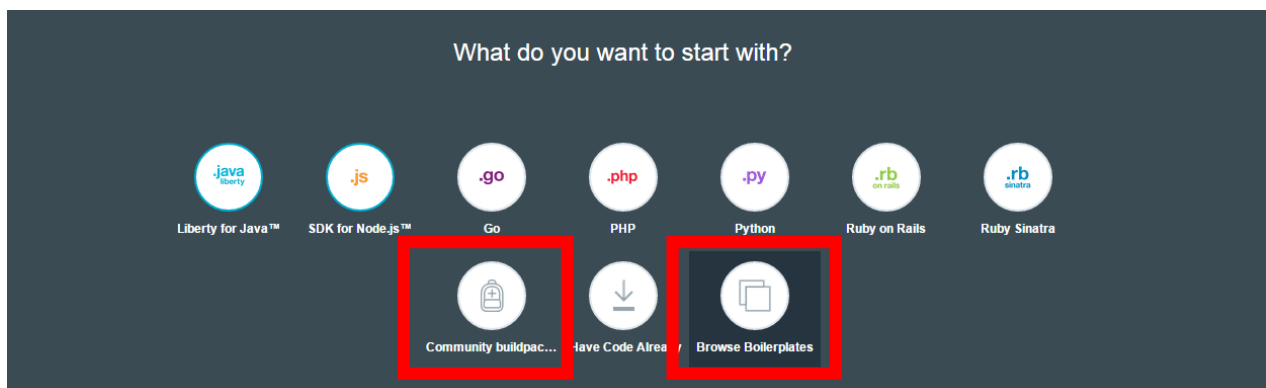 What do you want to start with?
.java
liberty
.js
.go
.php
.py
.rb
on rails
.rb
sinatra
Liberty for Java™
SDK for Node.js™
Go
PHP
Python
Ruby on Rails
Ruby Sinatra
Community buildpac...
Have Code Already
Browse Boilerplates